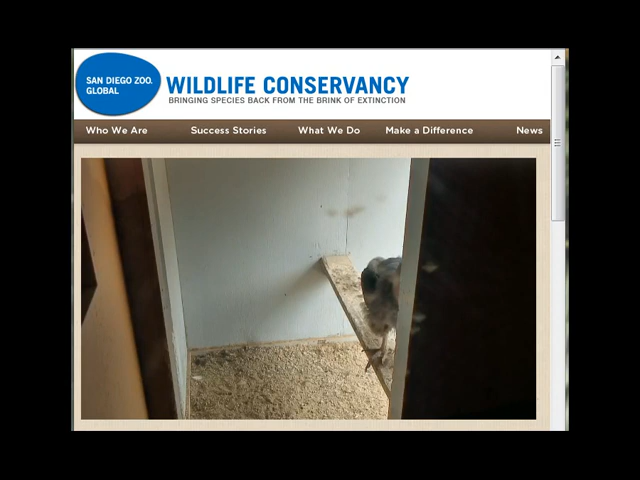 SAN DIEGO ZOO.
GLOBAL
WILDLIFE CONSERVANCY
BRINGING SPECIES BACK FROM THE BRINK OF EXTINCTION
Who We Are Success Stories What We Do Make a Difference News